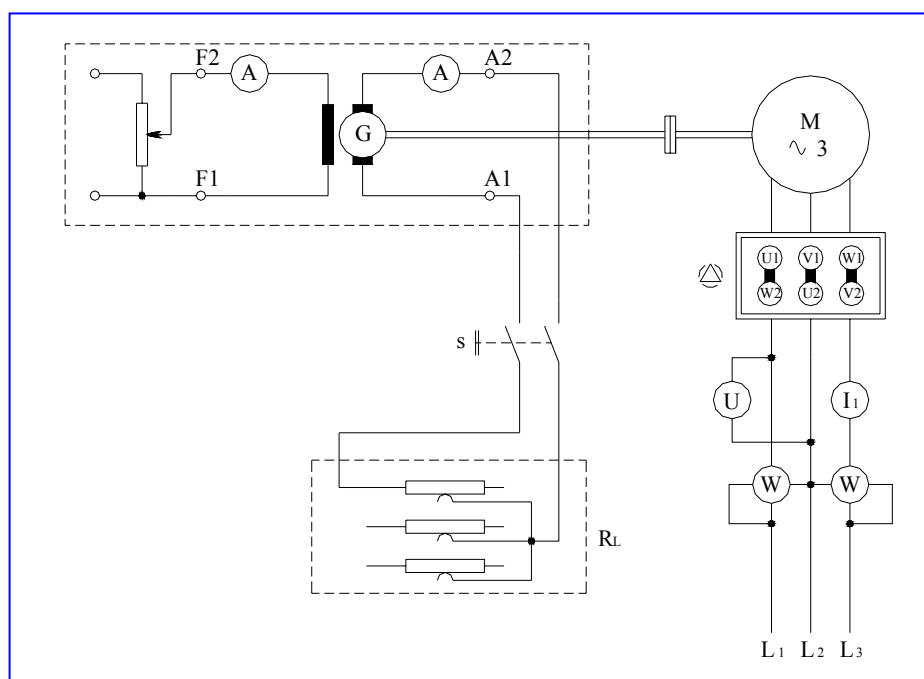 F2 A A A2
G
M
∿ 3
F1 A1
U1 V1 W1
W2 U2 V2
s
U I1
W W
RL
L1 L2 L3